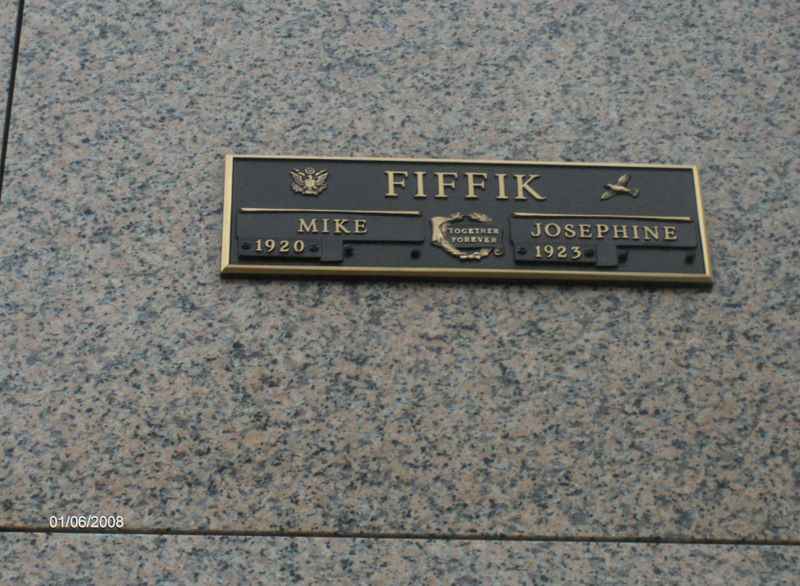 FIFFIK
MIKE
1920
TOGETHER
FOREVER
JOSEPHINE
1923
01/06/2008